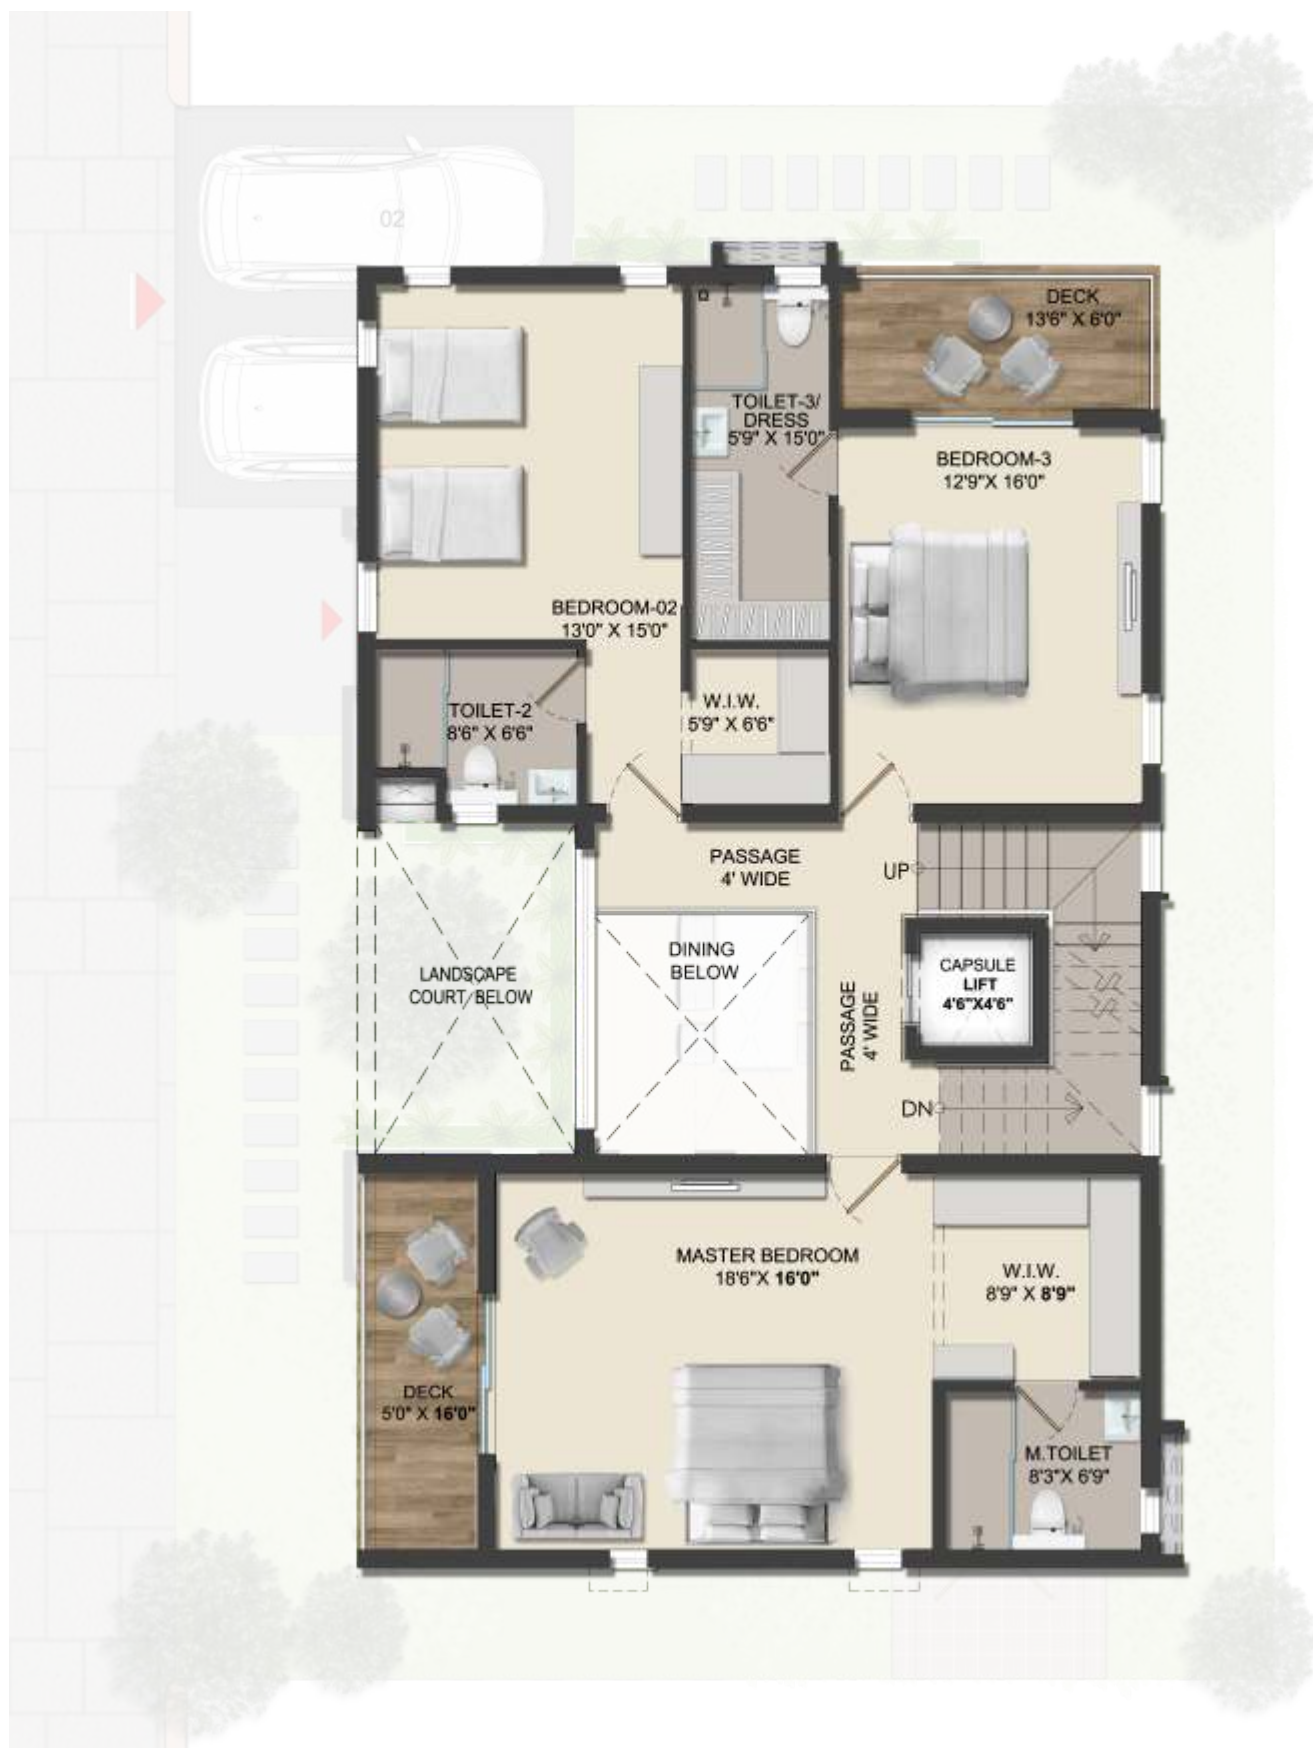 02
DECK
13'6" X 6'0"
TOILET-3/
DRESS
5'9" X 15'0"
BEDROOM-3
12'9"X 16'0"
BEDROOM-02
13'0" X 15'0"
TOILET-2
8'6" X 6'6"
W.I.W.
5'9" X 6'6"
PASSAGE
4' WIDE
UP
DINING
BELOW
LANDSCAPE
COURT BELOW
CAPSULE
LIFT
4'6"X4'6"
PASSAGE
4' WIDE
DN
MASTER BEDROOM
18'6"X 16'0"
W.I.W.
8'9" X 8'9"
DECK
5'0" X 16'0"
M.TOILET
8'3"X 6'9"